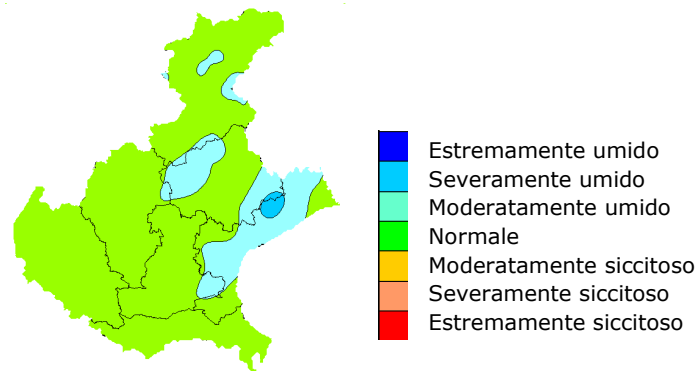 Estremamente umido
Severamente umido
Moderatamente umido
Normale
Moderatamente siccitoso
Severamente siccitoso
Estremamente siccitoso